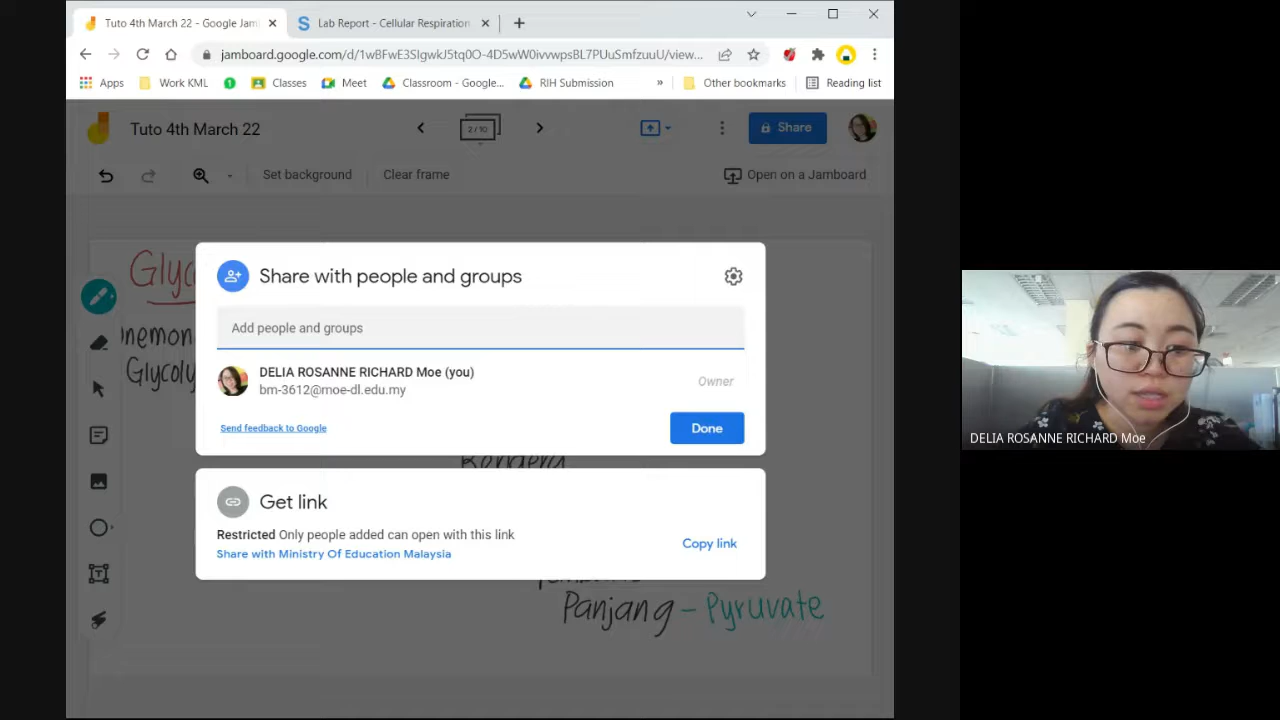 Tuto 4th March 22 - Google Jam
Lab Report - Cellular Respiration
jamboard.google.com/d/1wBFwE3SIgwkJ5tq0O-4D5wW0ivvwpsBL7PUuSmfzuuU/view...
Apps
Work KML
Classes
Meet
Classroom - Google...
RIH Submission
»
Other bookmarks
Reading list
Tuto 4th March 22
2 / 10
Share
Set background
Clear frame
Open on a Jamboard
Glyc
Share with people and groups
Add people and groups
nemon
Glycoly
DELIA ROSANNE RICHARD Moe (you)
bm-3612@moe-dl.edu.my
Owner
Send feedback to Google
Done
DELIA ROSANNE RICHARD Moe
Get link
Restricted Only people added can open with this link
Share with Ministry Of Education Malaysia
Copy link
Panjang - Pyruvate